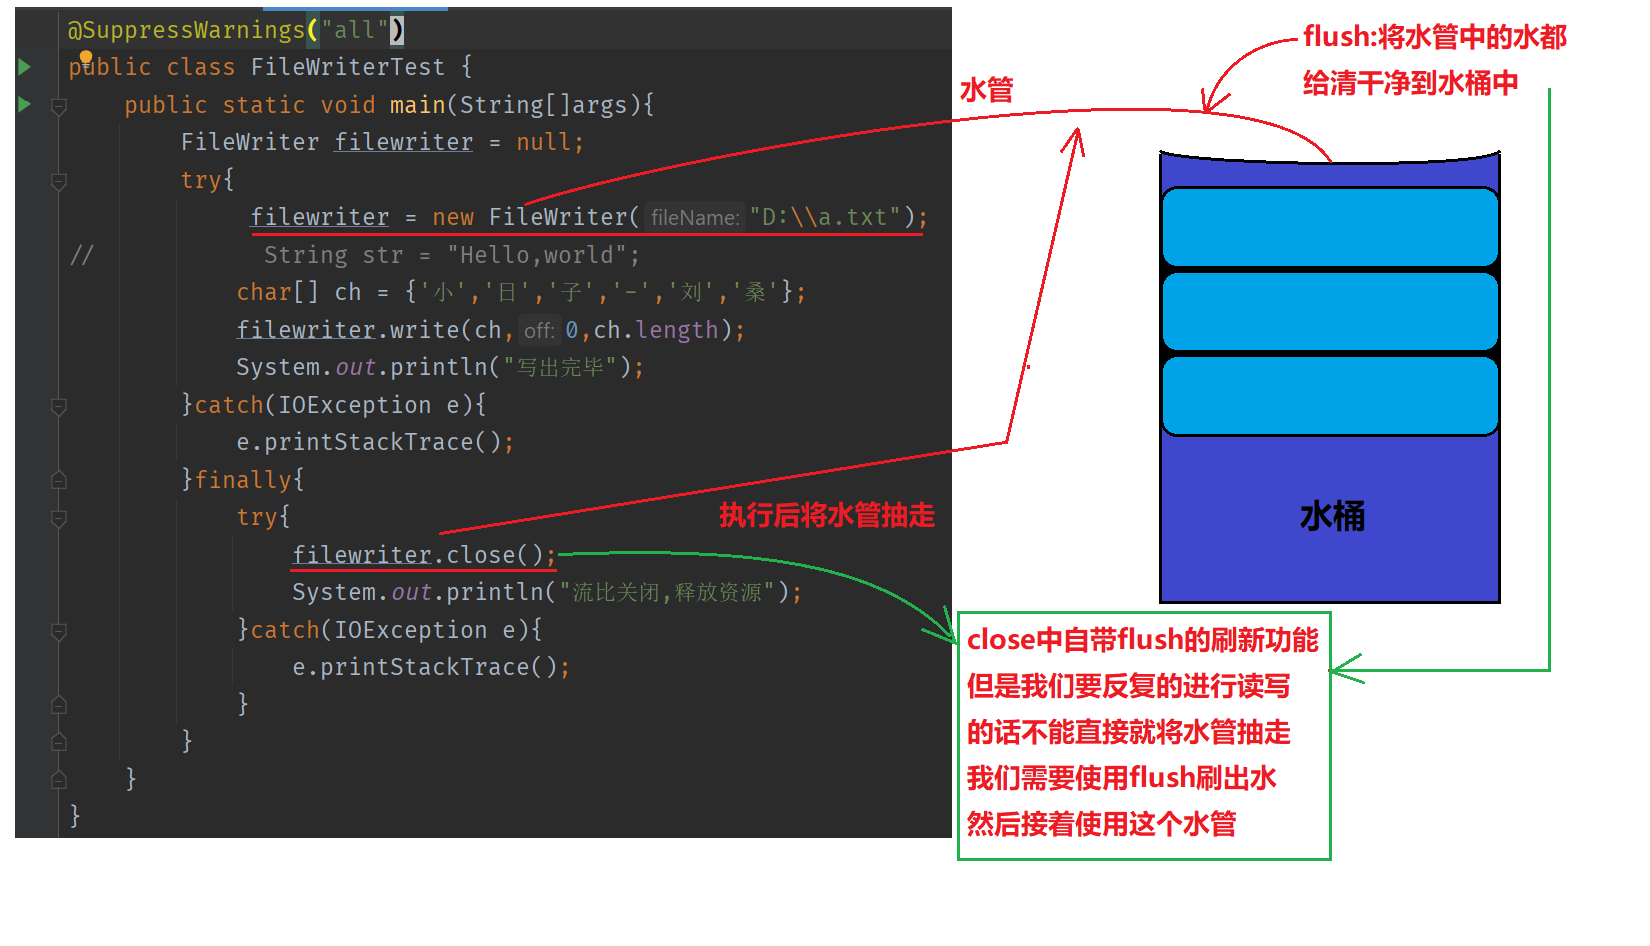 @SuppressWarnings("all")
public class FileWriterTest {
public static void main(String[]args){
FileWriter filewriter = null;
try{
filewriter = new FileWriter( fileName: "D:\\a.txt");
// String str = "Hello,world";
char[] ch = {'小','日','子','-','刘','桑'};
filewriter.write(ch, off: 0,ch.length);
System.out.println("写出完毕");
}catch(IOException e){
e.printStackTrace();
}finally{
try{
filewriter.close();
System.out.println("流比关闭,释放资源");
}catch(IOException e){
e.printStackTrace();
}
}
}
}
水管
flush:将水管中的水都
给清干净到水桶中
水桶
执行后将水管抽走
close中自带flush的刷新功能
但是我们要反复的进行读写
的话不能直接就将水管抽走
我们需要使用flush刷出水
然后接着使用这个水管